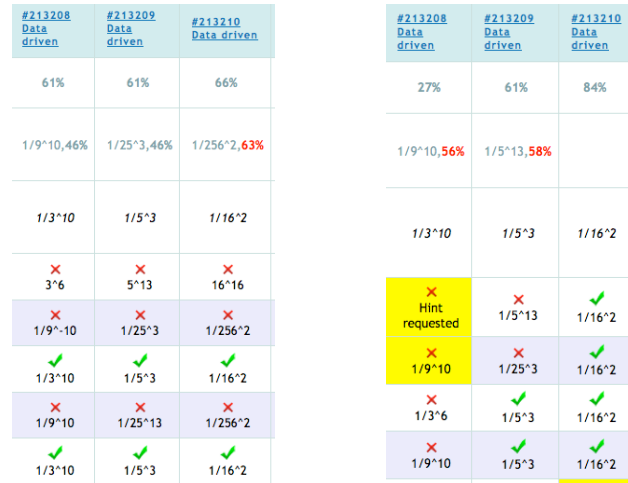 #213208 Data driven #213209 Data driven #213210 Data driven
61% 61% 66%
1/9^10,46% 1/25^3,46% 1/256^2,63%
1/3^10 1/5^3 1/16^2
3^6 5^13 16^16
1/9^-10 1/25^3 1/256^2
1/3^10 1/5^3 1/16^2
1/9^10 1/25^13 1/256^2
1/3^10 1/5^3 1/16^2
#213208 Data driven #213209 Data driven #213210 Data driven
27% 61% 84%
1/9^10,56% 1/5^13,58%
1/3^10 1/5^3 1/16^2
Hint requested 1/5^13 1/16^2
1/9^10 1/25^3 1/16^2
1/3^6 1/5^3 1/16^2
1/9^10 1/5^3 1/16^2